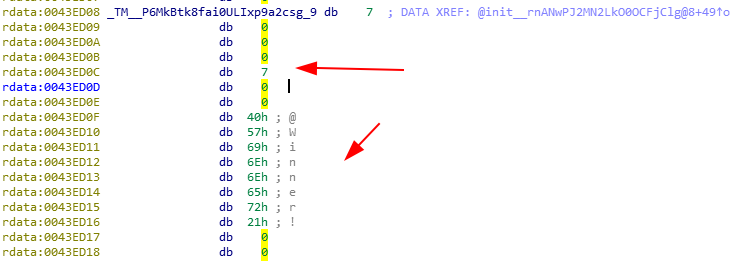 rdata:0043ED08 _TM__P6MkBtk8fai0ULIxp9a2csg_9 db 7 ; DATA XREF: @init__rnANwPJ2MN2LkO0OCFjClg@8+49↑o
rdata:0043ED09 db 0
rdata:0043ED0A db 0
rdata:0043ED0B db 0
rdata:0043ED0C db 7
rdata:0043ED0D db 0
rdata:0043ED0E db 0
rdata:0043ED0F db 40h ; @
rdata:0043ED10 db 57h ; W
rdata:0043ED11 db 69h ; i
rdata:0043ED12 db 6Eh ; n
rdata:0043ED13 db 6Eh ; n
rdata:0043ED14 db 65h ; e
rdata:0043ED15 db 72h ; r
rdata:0043ED16 db 21h ; !
rdata:0043ED17 db 0
rdata:0043ED18 db 0